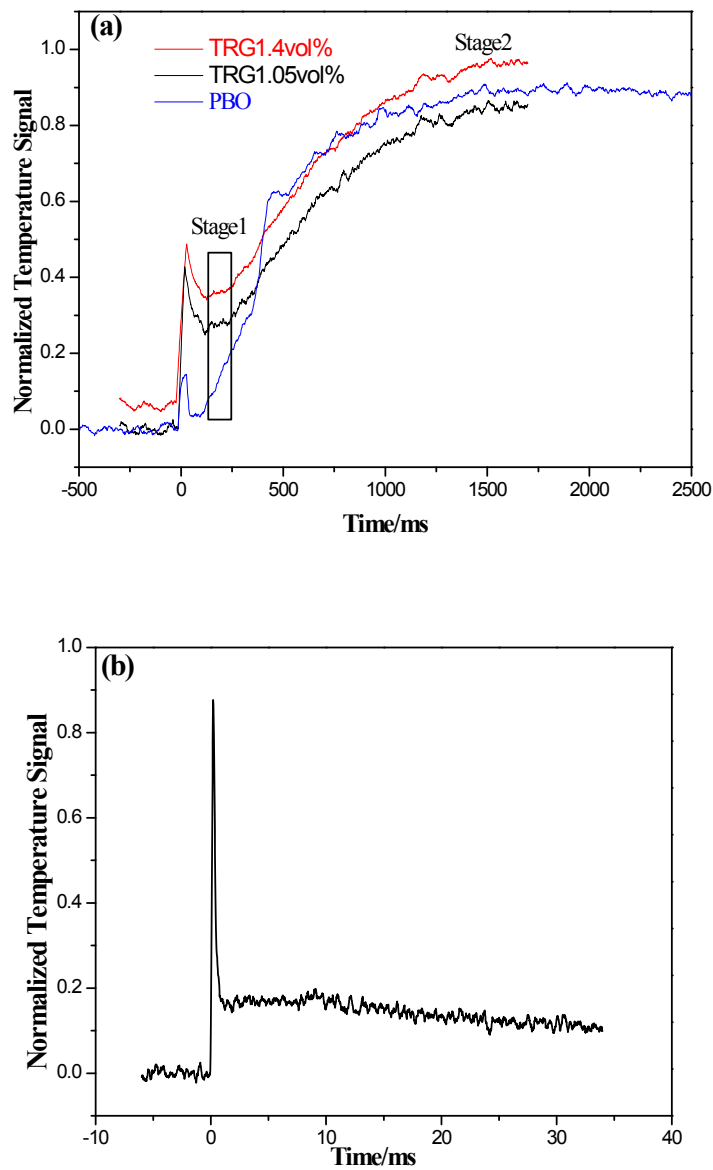 (a)
TRG1.4vol%
TRG1.05vol%
PBO
Stage2
Stage1
Normalized Temperature Signal
1.0
0.8
0.6
0.4
0.2
0.0
-500 0 500 1000 1500 2000 2500
Time/ms
(b)
Normalized Temperature Signal
1.0
0.8
0.6
0.4
0.2
0.0
-10 0 10 20 30 40
Time/ms